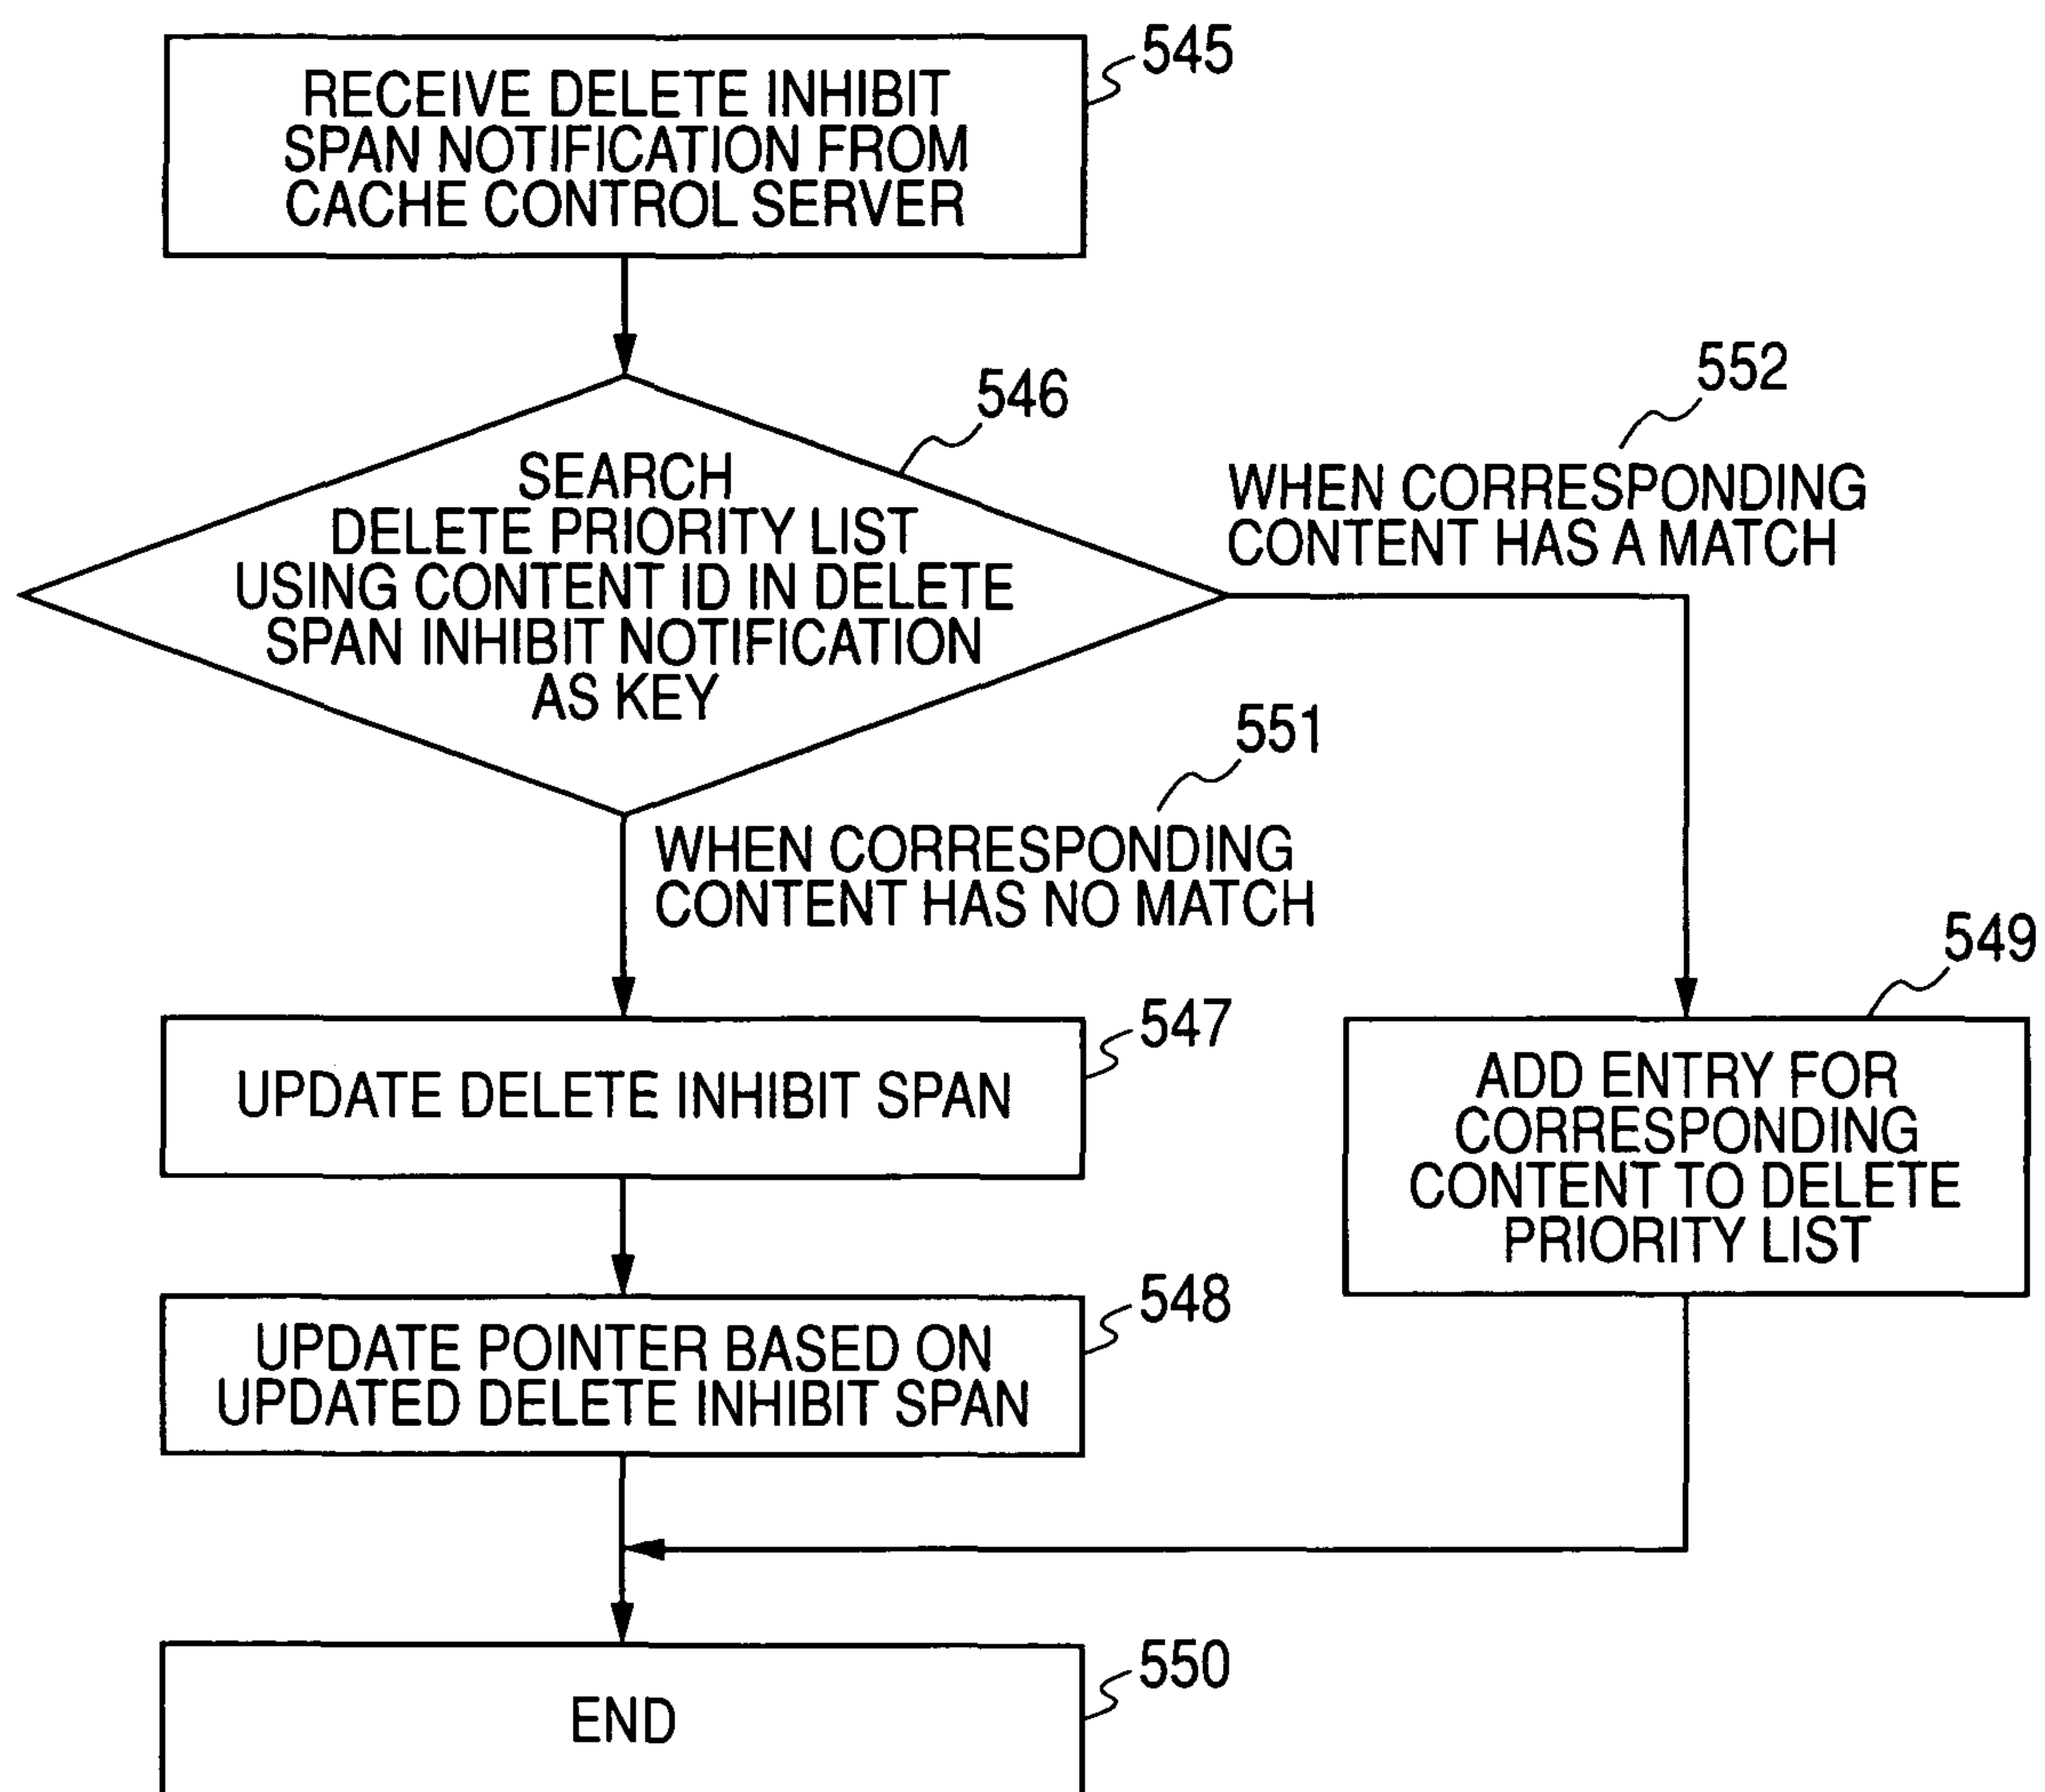 545
RECEIVE DELETE INHIBIT
SPAN NOTIFICATION FROM
CACHE CONTROL SERVER
546
SEARCH
DELETE PRIORITY LIST
USING CONTENT ID IN DELETE
SPAN INHIBIT NOTIFICATION
AS KEY
552
WHEN CORRESPONDING
CONTENT HAS A MATCH
551
WHEN CORRESPONDING
CONTENT HAS NO MATCH
547
UPDATE DELETE INHIBIT SPAN
549
ADD ENTRY FOR
CORRESPONDING
CONTENT TO DELETE
PRIORITY LIST
548
UPDATE POINTER BASED ON
UPDATED DELETE INHIBIT SPAN
550
END